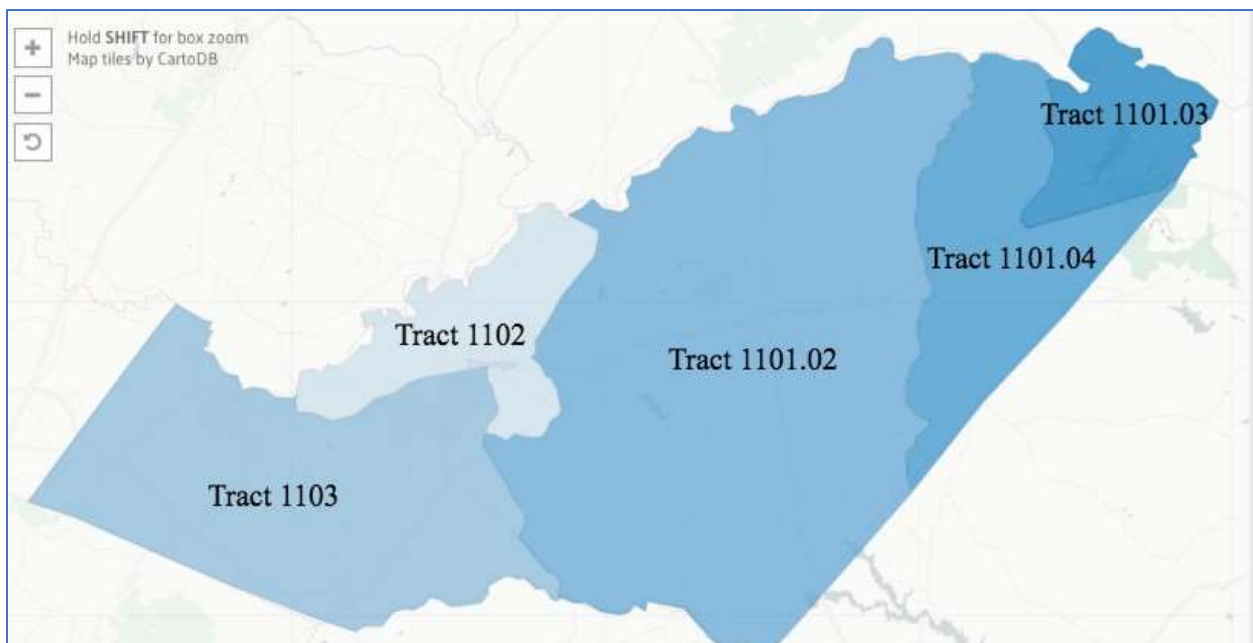 +
Hold SHIFT for box zoom
Map tiles by CartoDB
−
Tract 1101.03
Tract 1101.04
Tract 1102
Tract 1101.02
Tract 1103